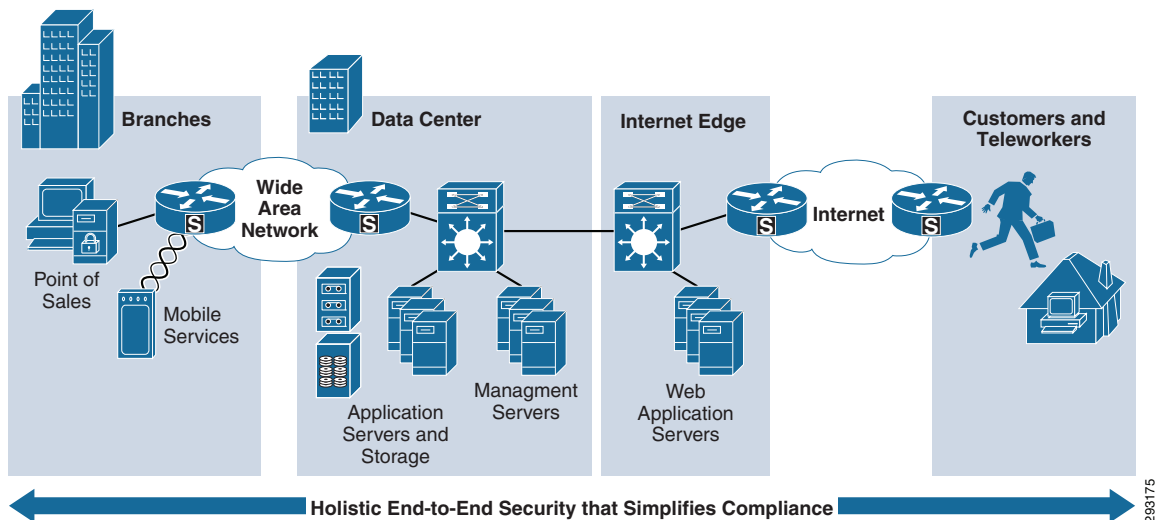 Branches
Data Center
Internet Edge
Customers and
Teleworkers
Wide
Area
Network
Internet
S
S
S
S
Point of
Sales
Mobile
Services
Application
Servers and
Storage
Managment
Servers
Web
Application
Servers
Holistic End-to-End Security that Simplifies Compliance
293175